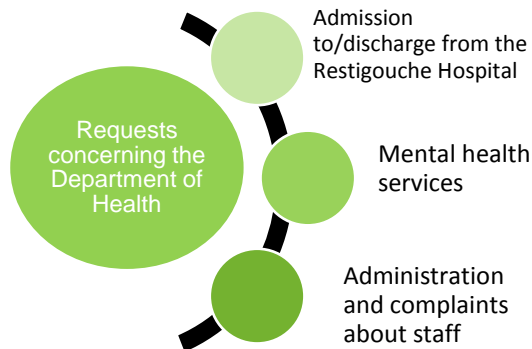 Requests
concerning the
Department of
Health
Admission
to/discharge from the
Restigouche Hospital
Mental health
services
Administration
and complaints
about staff